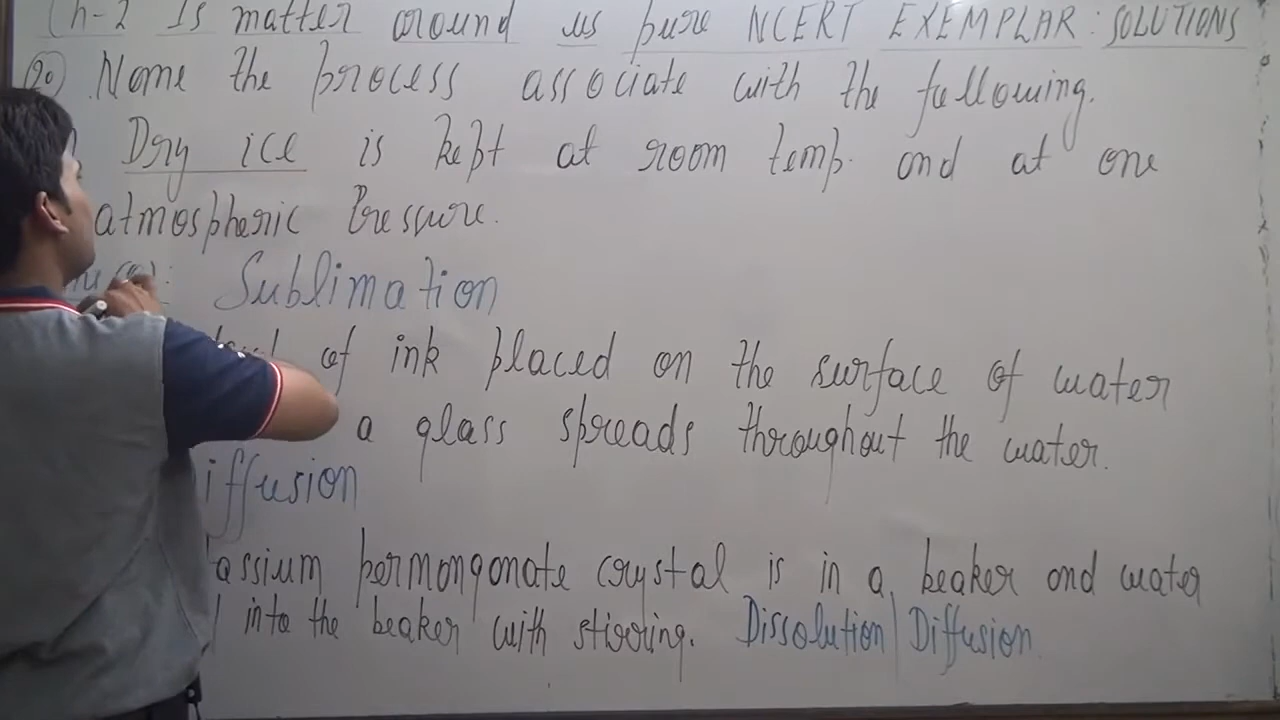 Ch-2 Is matter around us pure NCERT EXEMPLAR: SOLUTIONS
20) Name the process associate with the following.
Dry ice is kept at room temp. and at one
atmospheric Pressure.
Sublimation
of ink placed on the surface of water
a glass spreads throughout the water.
iffusion
assium permonganate crystal is in a beaker and water
into the beaker with stirring. Dissolution/Diffusion